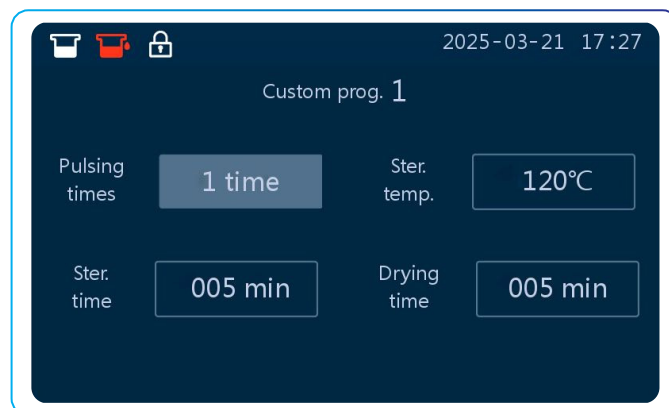 2025-03-21 17:27
Custom prog. 1
Pulsing
times
1 time
Ster.
temp.
120℃
Ster.
time
005 min
Drying
time
005 min